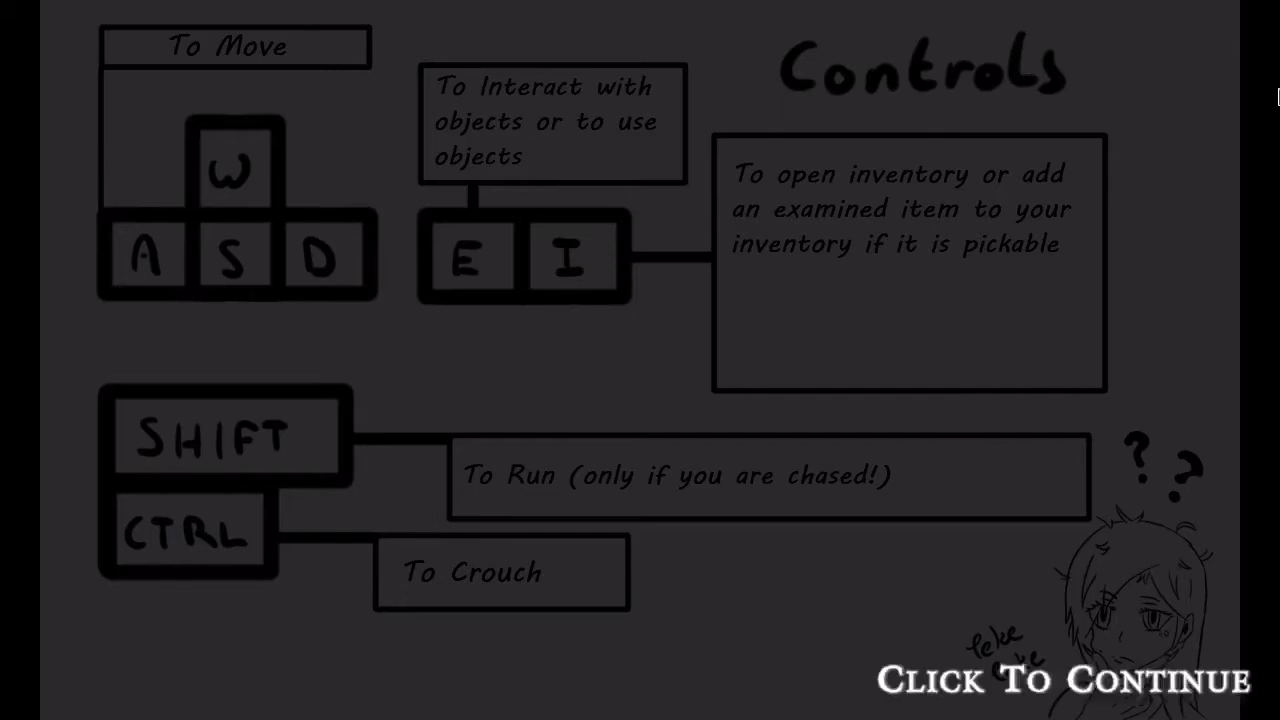 Controls
To Move
To Interact with
objects or to use
objects
To open inventory or add
an examined item to your
inventory if it is pickable
W
A S D
E I
SHIFT
To Run (only if you are chased!)
CTRL
To Crouch
? ?
Click To Continue